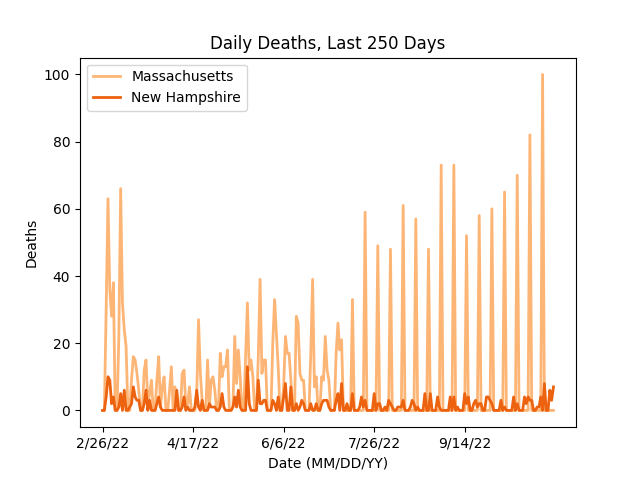 Daily Deaths, Last 250 Days
Massachusetts
New Hampshire
100
80
60
40
20
0
Deaths
2/26/22 4/17/22 6/6/22 7/26/22 9/14/22
Date (MM/DD/YY)